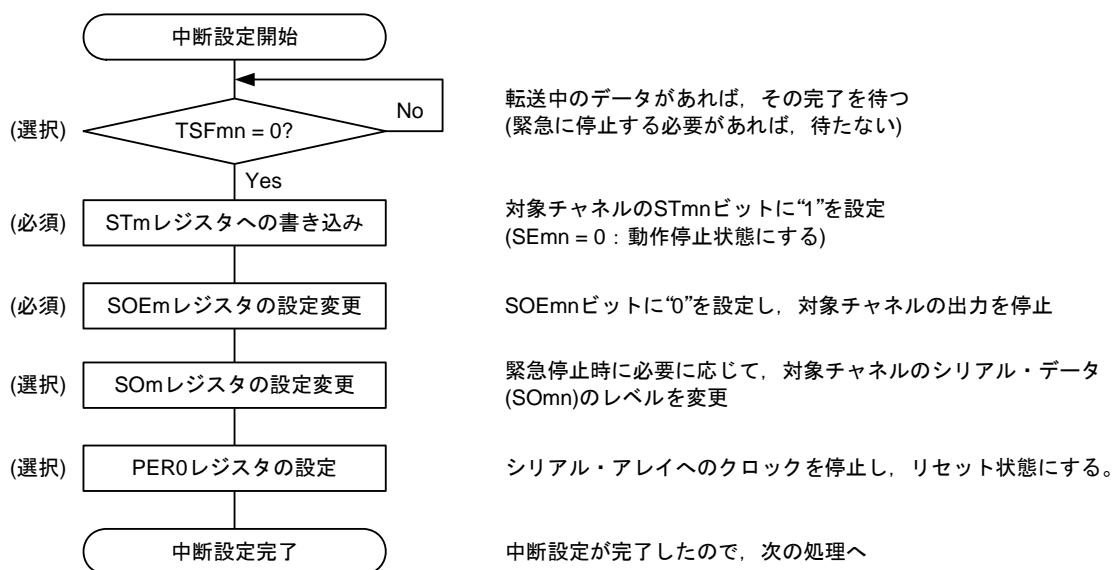 中断設定開始
No
転送中のデータがあれば，その完了を待つ
(緊急に停止する必要があれば，待たない)
(選択)
TSFmn = 0?
Yes
(必須)
STmレジスタへの書き込み
対象チャネルのSTmnビットに“1”を設定
(SEmn = 0：動作停止状態にする)
(必須)
SOEmレジスタの設定変更
SOEmnビットに“0”を設定し，対象チャネルの出力を停止
(選択)
SOmレジスタの設定変更
緊急停止時に必要に応じて，対象チャネルのシリアル・データ
(SOmn)のレベルを変更
(選択)
PER0レジスタの設定
シリアル・アレイへのクロックを停止し，リセット状態にする。
中断設定完了
中断設定が完了したので，次の処理へ